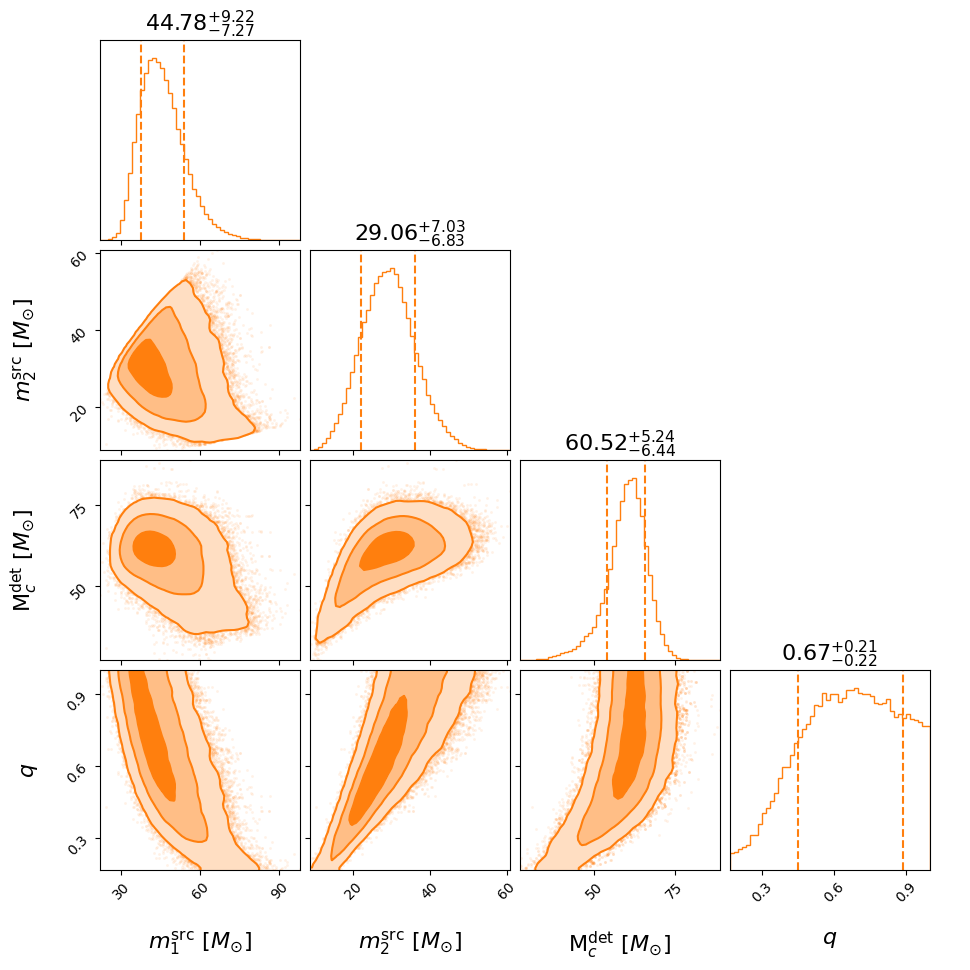 44.78^{+9.22}_{-7.27}
29.06^{+7.03}_{-6.83}
60
40
20
m_2^{src} [M_⊙]
60.52^{+5.24}_{-6.44}
75
50
M_c^{det} [M_⊙]
0.67^{+0.21}_{-0.22}
0.9
0.6
0.3
q
30 60 90 20 40 60 50 75 0.3 0.6 0.9
m_1^{src} [M_⊙] m_2^{src} [M_⊙] M_c^{det} [M_⊙] q